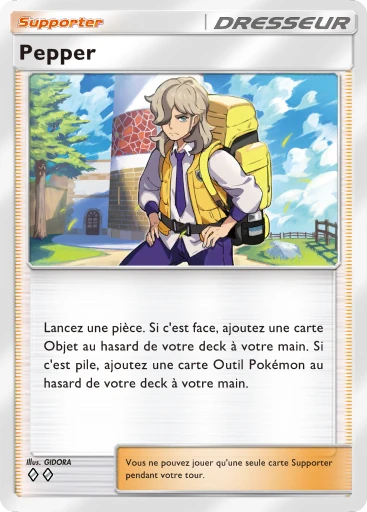 Supporter
DRESSEUR
Pepper
Lancez une pièce. Si c'est face, ajoutez une carte
Objet au hasard de votre deck à votre main. Si
c'est pile, ajoutez une carte Outil Pokémon au
hasard de votre deck à votre main.
Illus. GIDORA
Vous ne pouvez jouer qu'une seule carte Supporter
pendant votre tour.